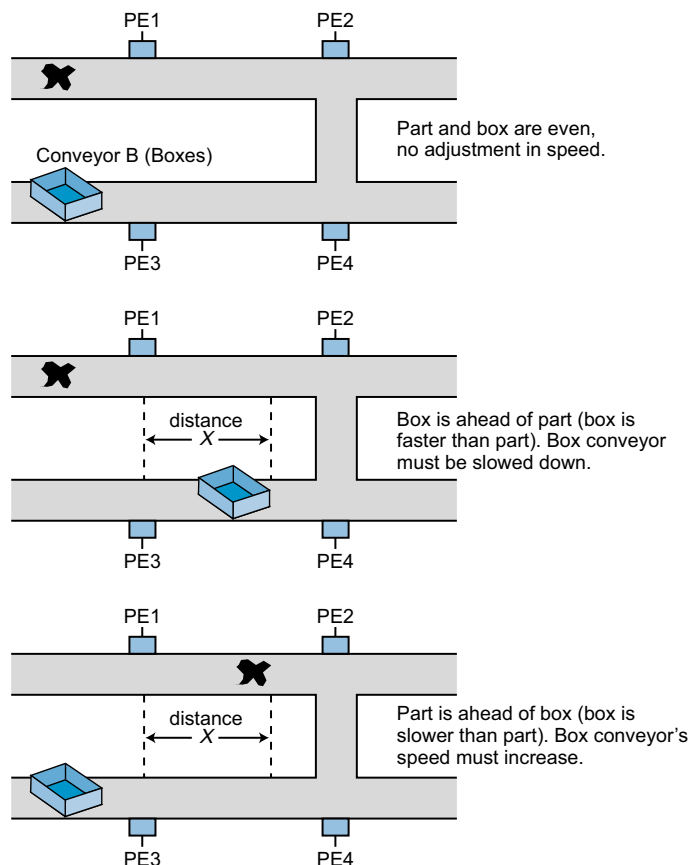 PE1 PE2
Part and box are even,
no adjustment in speed.
Conveyor B (Boxes)
PE3 PE4
PE1 PE2
distance
X
Box is ahead of part (box is
faster than part). Box conveyor
must be slowed down.
PE3 PE4
PE1 PE2
distance
X
Part is ahead of box (box is
slower than part). Box conveyor's
speed must increase.
PE3 PE4